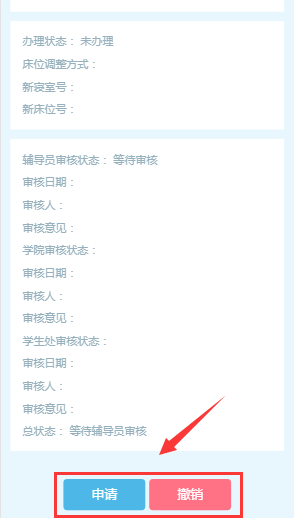 办理状态： 未办理
床位调整方式：
新寝室号：
新床位号：
辅导员审核状态： 等待审核
审核日期：
审核人：
审核意见：
学院审核状态：
审核日期：
审核人：
审核意见：
学生处审核状态：
审核日期：
审核人：
审核意见：
总状态： 等待辅导员审核
申请 撤销